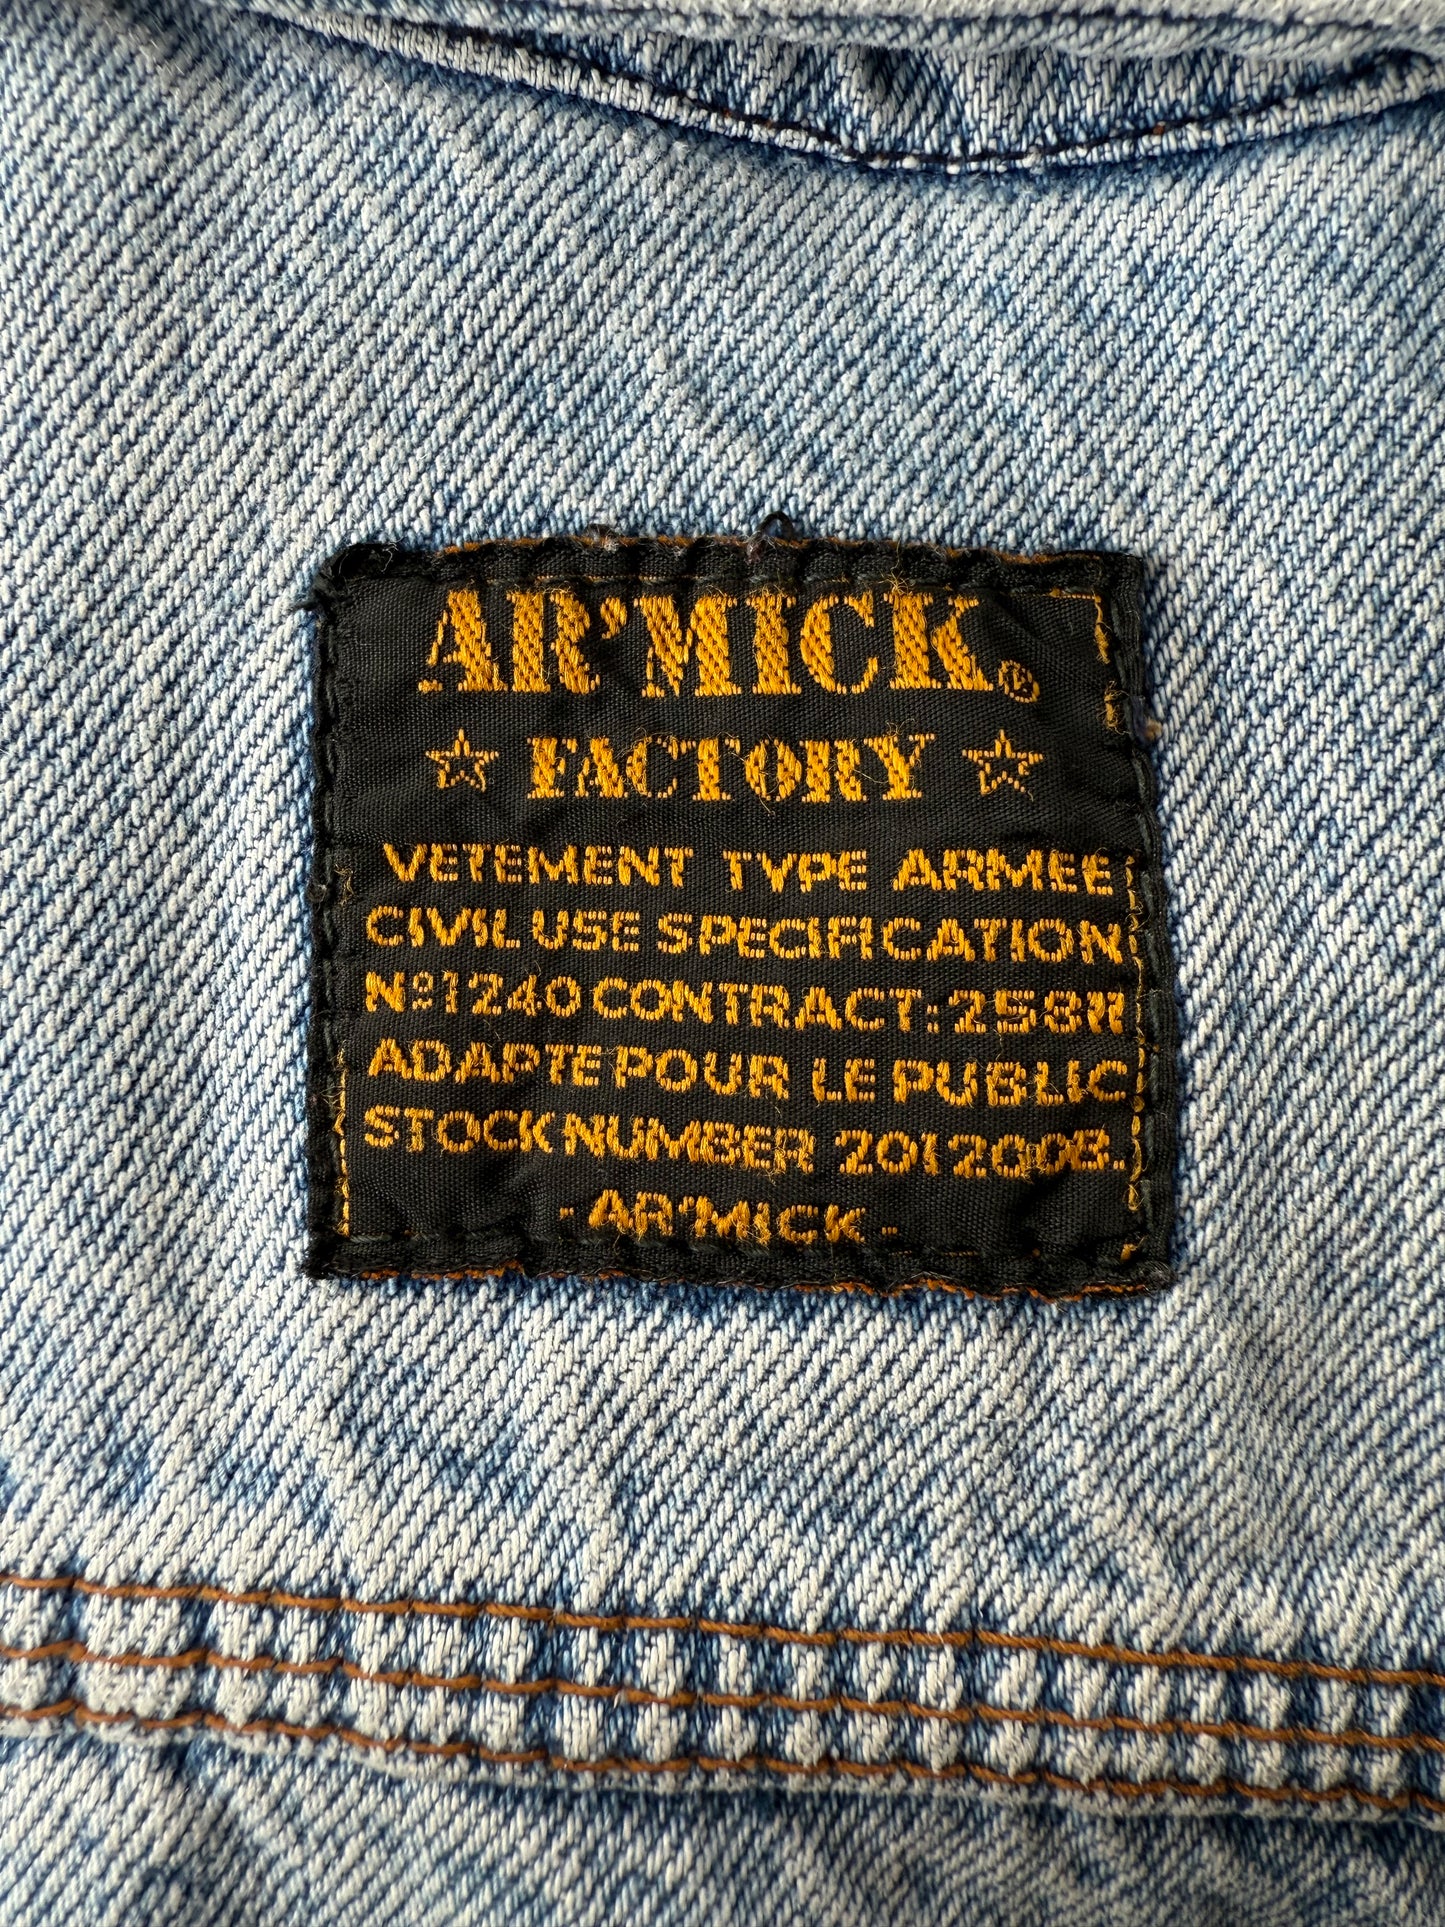 AR'MICK®
☆ FACTORY ☆
VETEMENT TYPE ARMEE
CIVIL USE SPECIFICATION
Nº:1240 CONTRACT:
ADAPTE POUR LE PUBLIC
STOCK NUMBER 2012008.
- AR'MICK -